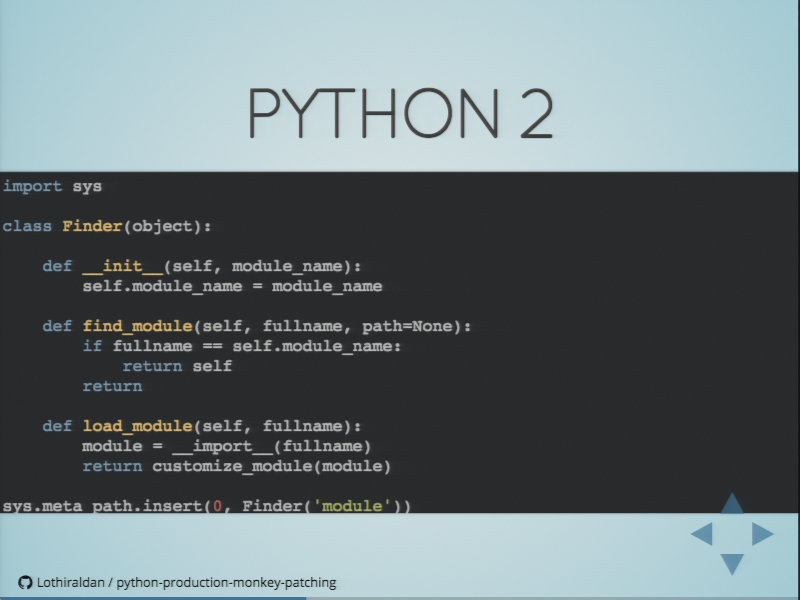 PYTHON 2
import sys
class Finder(object):
def __init__(self, module_name):
self.module_name = module_name
def find_module(self, fullname, path=None):
if fullname == self.module_name:
return self
return
def load_module(self, fullname):
module = __import__(fullname)
return customize_module(module)
sys.meta_path.insert(0, Finder('module'))
Lothiraldan / python-production-monkey-patching